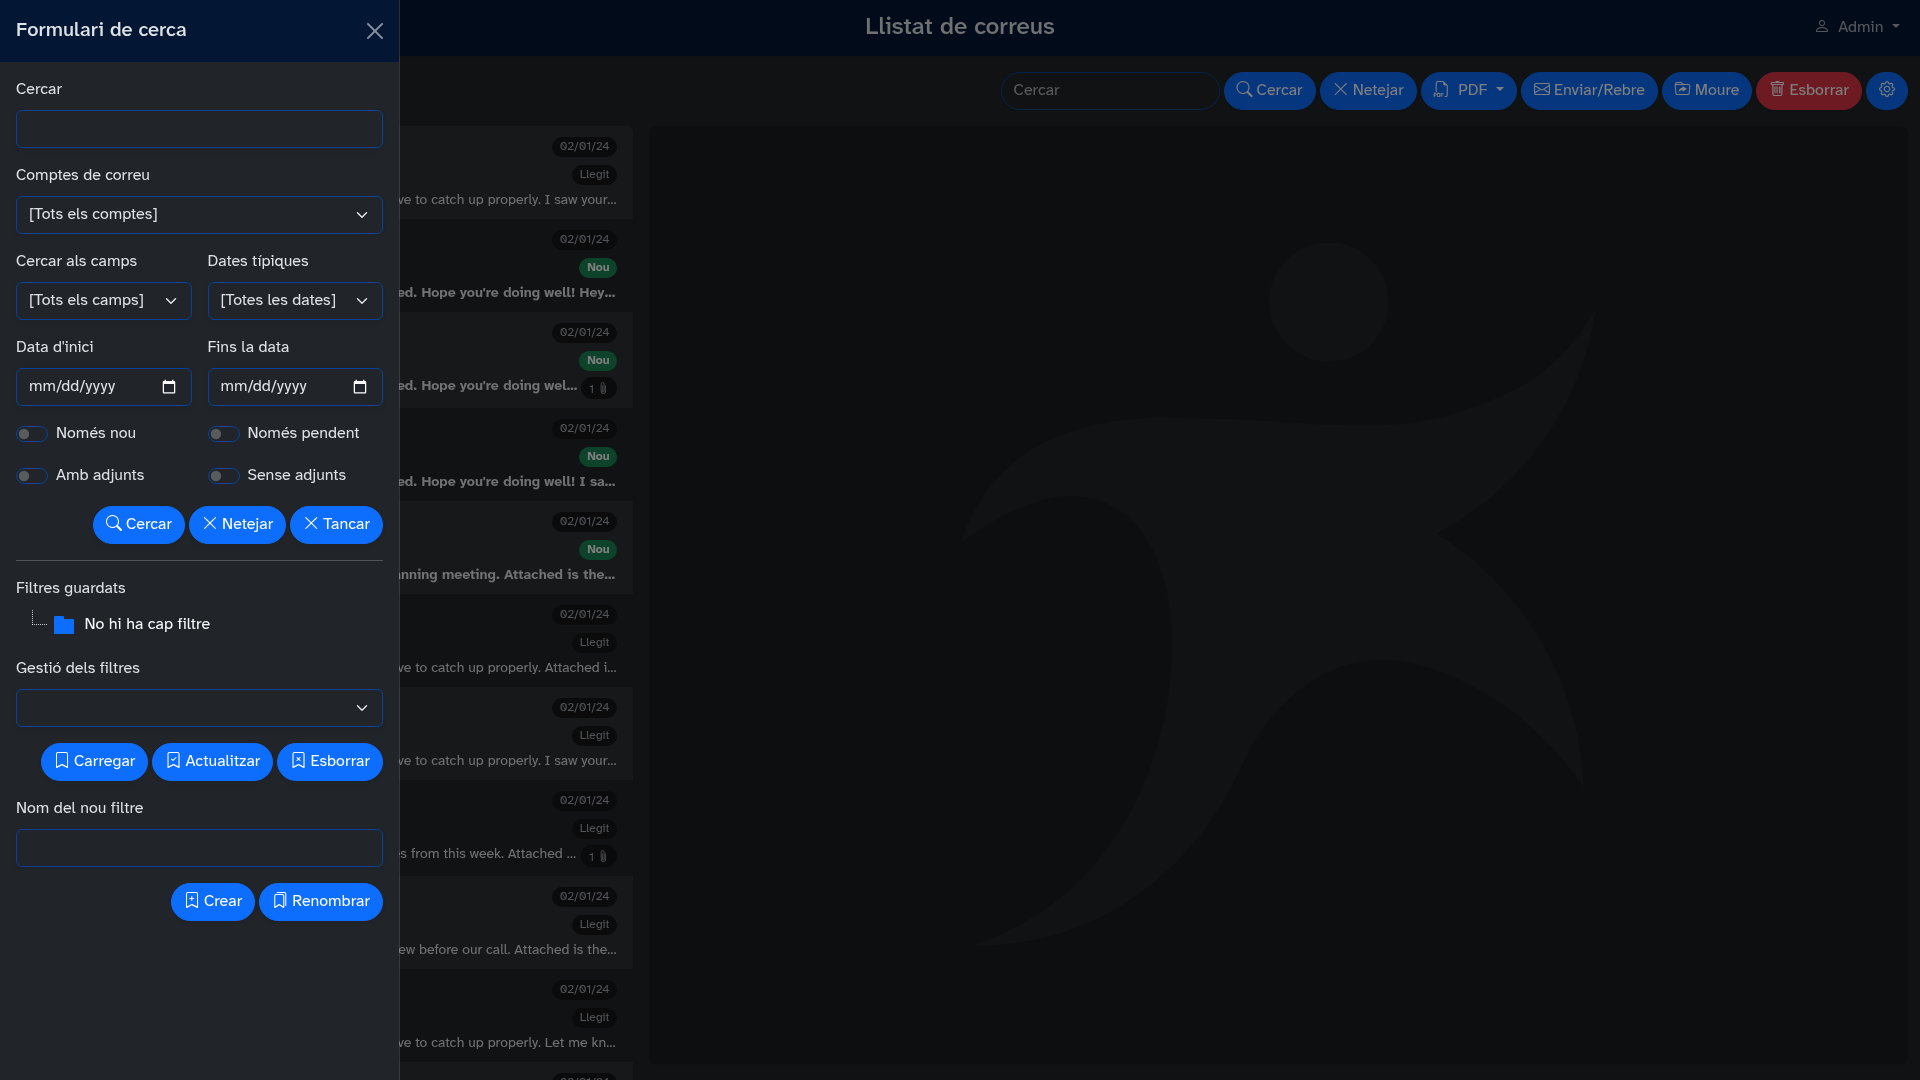 Formulari de cerca
Llistat de correus
Admin
Cercar
Comptes de correu
[Tots els comptes]
Cercar als camps
Dates típiques
[Tots els camps]
[Totes les dates]
Data d'inici
Fins la data
mm/dd/yyyy
mm/dd/yyyy
Només nou
Només pendent
Amb adjunts
Sense adjunts
Cercar
Netejar
Tancar
Filtres guardats
No hi ha cap filtre
Gestió dels filtres
Carregar
Actualitzar
Esborrar
Nom del nou filtre
Crear
Renombrar
Cercar
Cercar
Netejar
PDF
Enviar/Rebre
Moure
Esborrar
02/01/24
Llegit
ve to catch up properly. I saw your...
02/01/24
Nou
ed. Hope you're doing well! Hey...
02/01/24
Nou
ed. Hope you're doing wel...
1
02/01/24
Nou
ed. Hope you're doing well! I sa...
02/01/24
Nou
anning meeting. Attached is the...
02/01/24
Llegit
ve to catch up properly. Attached i...
02/01/24
Llegit
ve to catch up properly. I saw your...
02/01/24
Llegit
es from this week. Attached ...
1
02/01/24
Llegit
ew before our call. Attached is the...
02/01/24
Llegit
ve to catch up properly. Let me kn...